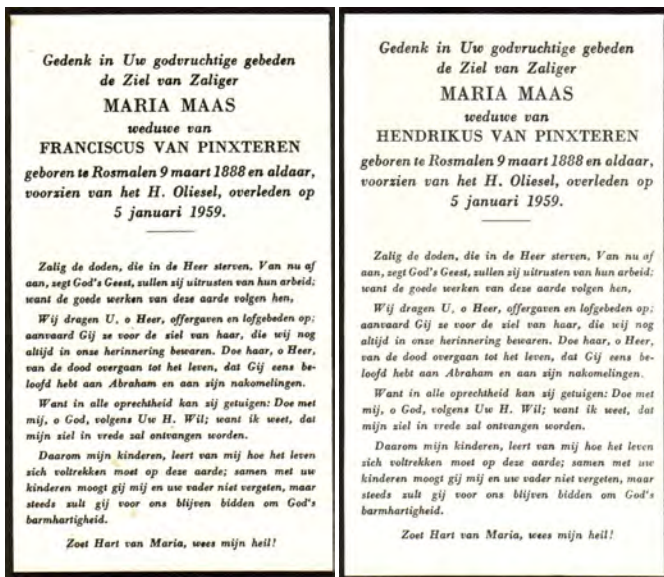 Gedenk in Uw godvruchtige gebeden
de Ziel van Zaliger
MARIA MAAS
weduwe van
FRANCISCUS VAN PINXTEREN
geboren te Rosmalen 9 maart 1888 en aldaar,
voorzien van het H. Oliesel, overleden op
5 januari 1959.
Zalig de doden, die in de Heer sterven. Van nu af
aan, zegt God's Geest, zullen zij uitrusten van hun arbeid;
want de goede werken van deze aarde volgen hen,
Wij dragen U, o Heer, offergaven en lofgebeden op;
aanvaard Gij ze voor de ziel van haar, die wij nog
altijd in onze herinnering bewaren. Doe haar, o Heer,
van de dood overgaan tot het leven, dat Gij eens be-
loofd hebt aan Abraham en aan zijn nakomelingen.
Want in alle oprechtheid kan zij getuigen: Doe met
mij, o God, volgens Uw H. Wil; want ik weet, dat
mijn ziel in vrede zal ontvangen worden.
Daarom mijn kinderen, leert van mij hoe het leven
zich voltrekken moet op deze aarde; samen met uw
kinderen moogt gij mij en uw vader niet vergeten, maar
steeds zult gij voor ons blijven bidden om God's
barmhartigheid.
Zoet Hart van Maria, wees mijn heil!
Gedenk in Uw godvruchtige gebeden
de Ziel van Zaliger
MARIA MAAS
weduwe van
HENDRIKUS VAN PINXTEREN
geboren te Rosmalen 9 maart 1888 en aldaar,
voorzien van het H. Oliesel, overleden op
5 januari 1959.
Zalig de doden, die in de Heer sterven. Van nu af
aan, zegt God's Geest, zullen zij uitrusten van hun arbeid;
want de goede werken van deze aarde volgen hen,
Wij dragen U, o Heer, offergaven en lofgebeden op;
aanvaard Gij ze voor de ziel van haar, die wij nog
altijd in onze herinnering bewaren. Doe haar, o Heer,
van de dood overgaan tot het leven, dat Gij eens be-
loofd hebt aan Abraham en aan zijn nakomelingen.
Want in alle oprechtheid kan zij getuigen: Doe met
mij, o God, volgens Uw H. Wil; want ik weet, dat
mijn ziel in vrede zal ontvangen worden.
Daarom mijn kinderen, leert van mij hoe het leven
zich voltrekken moet op deze aarde; samen met uw
kinderen moogt gij mij en uw vader niet vergeten, maar
steeds zult gij voor ons blijven bidden om God's
barmhartigheid.
Zoet Hart van Maria, wees mijn heil!